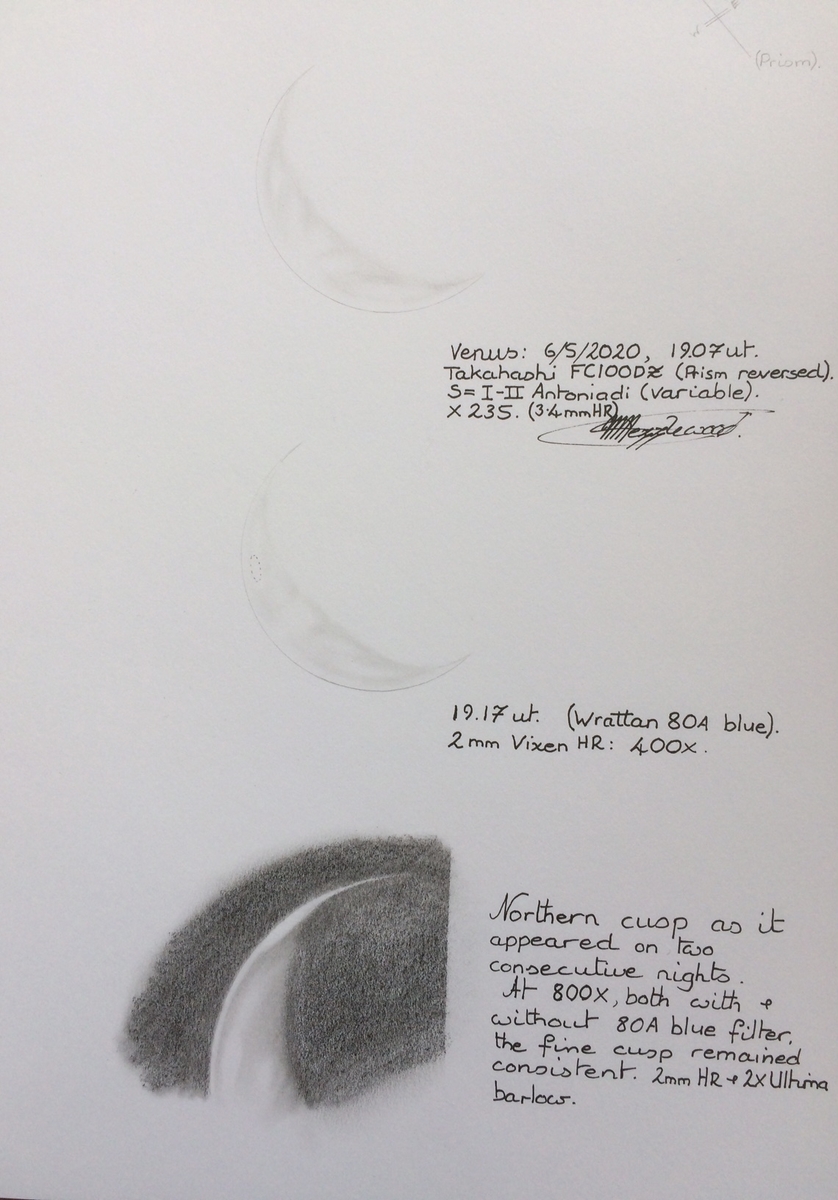 W
(Prism).
Venus: 6/5/2020, 19.07ut.
Takahashi FC100DZ (Prism reversed).
S= I-II Antoniadi (variable).
X 235. (3.4mmHR)
19.17 ut. (Wrattan 80A blue).
2mm Vixen HR: 400x.
Northern cusp as it
appeared on two
consecutive nights.
At 800X, both with +
without 80A blue filter,
the fine cusp remained
consistent. 2mm HR + 2X Ultima
barlow.